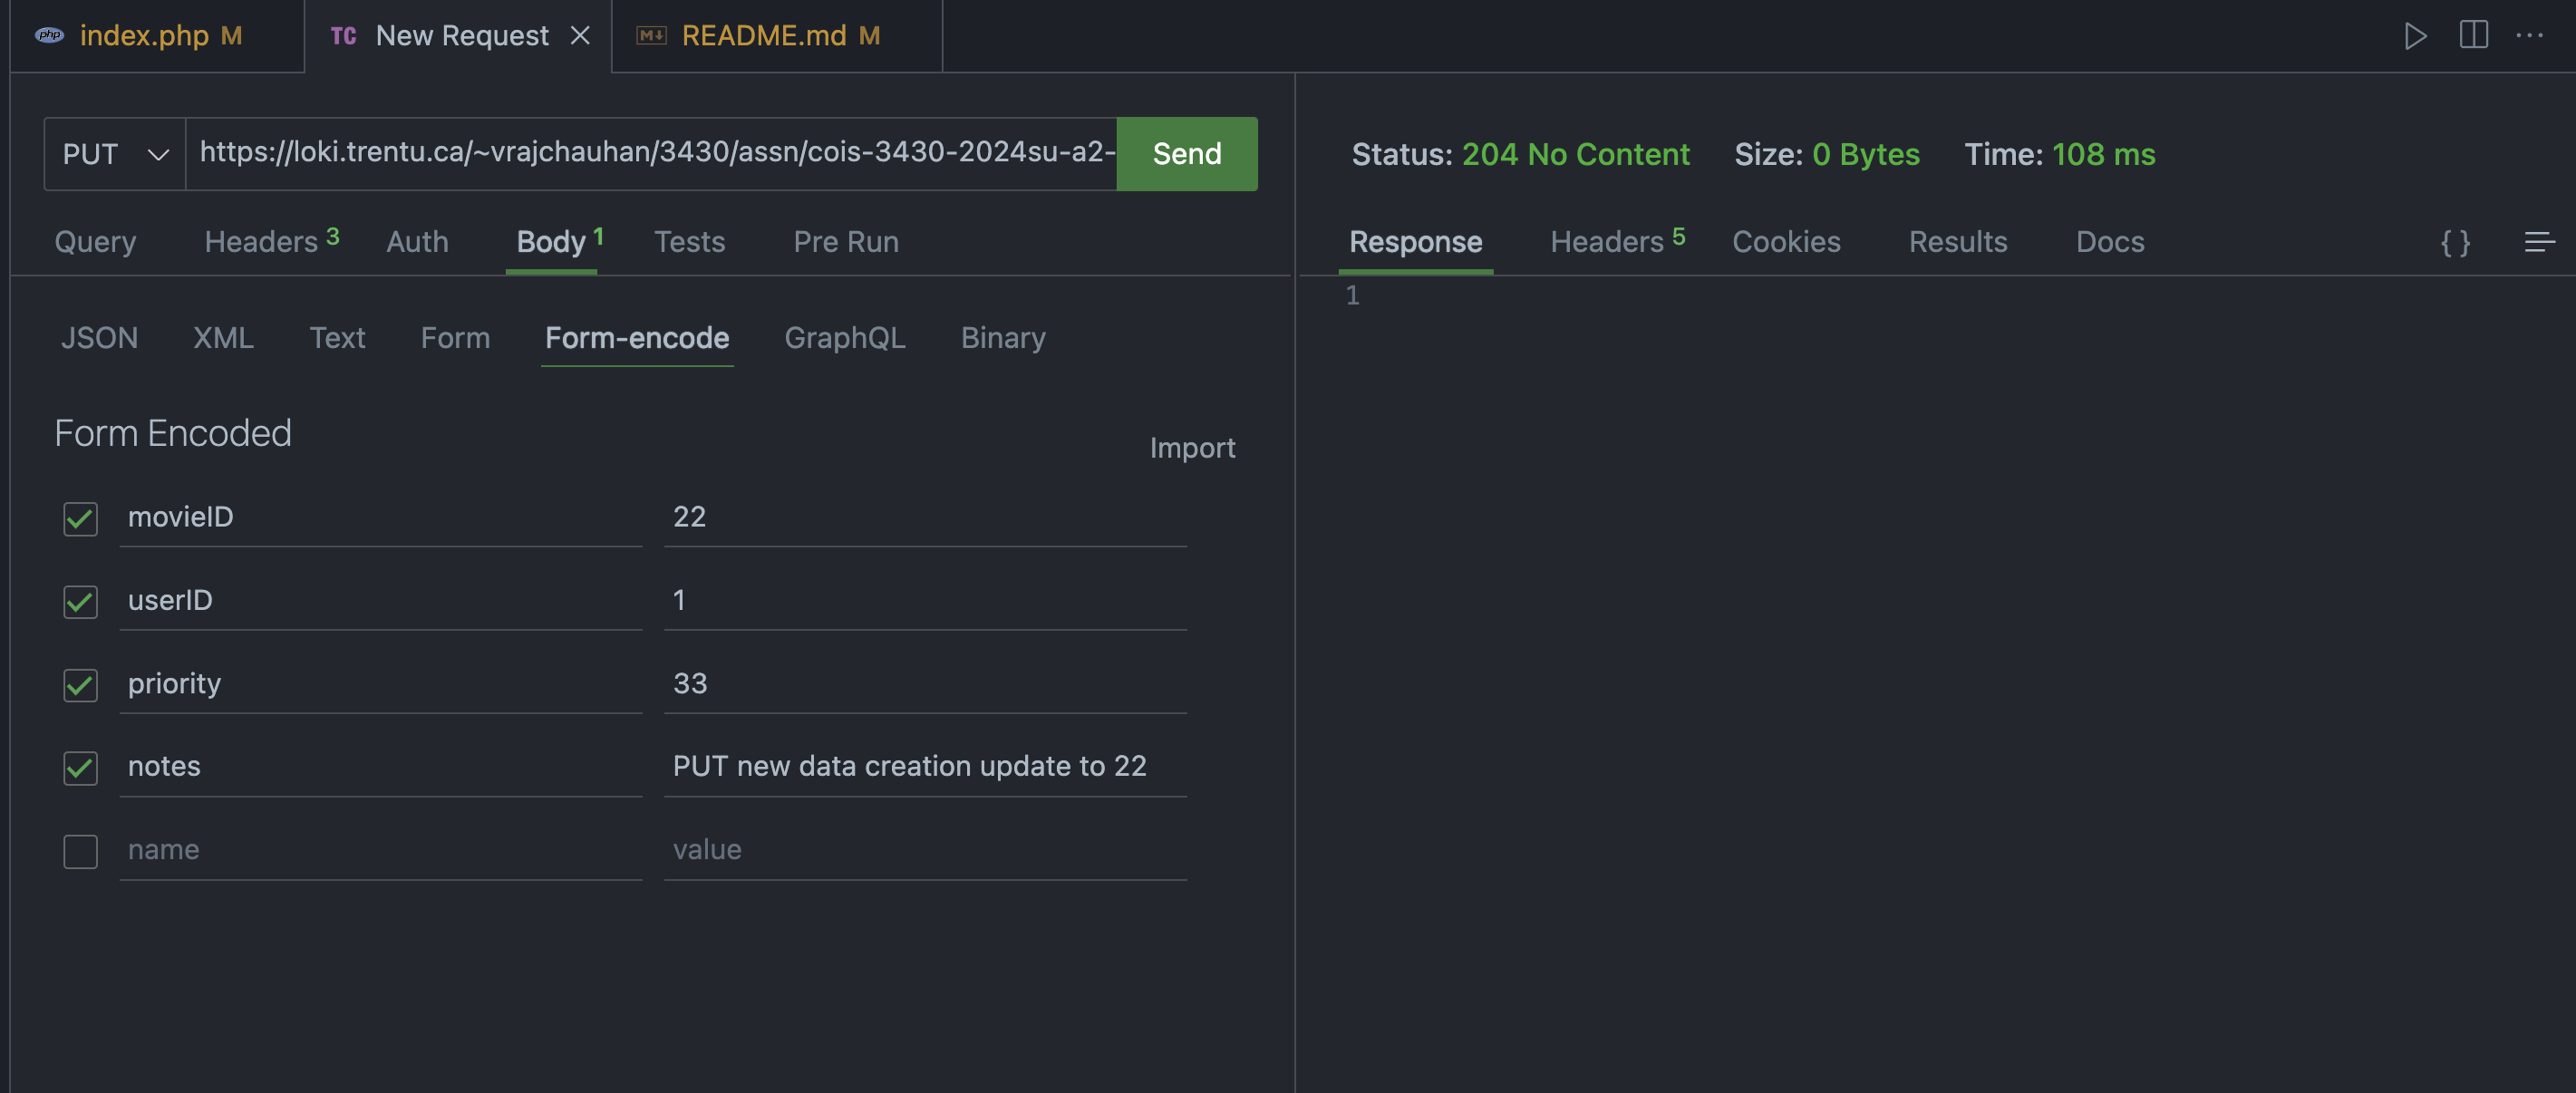 php index.php M TC New Request × M↓ README.md M ...
PUT https://loki.trentu.ca/~vrajchauhan/3430/assn/cois-3430-2024su-a2- Send
Status: 204 No Content Size: 0 Bytes Time: 108 ms
Query Headers 3 Auth Body 1 Tests Pre Run
Response Headers 5 Cookies Results Docs { }
1
JSON XML Text Form Form-encode GraphQL Binary
Form Encoded
Import
movieID 22
userID 1
priority 33
notes PUT new data creation update to 22
name value